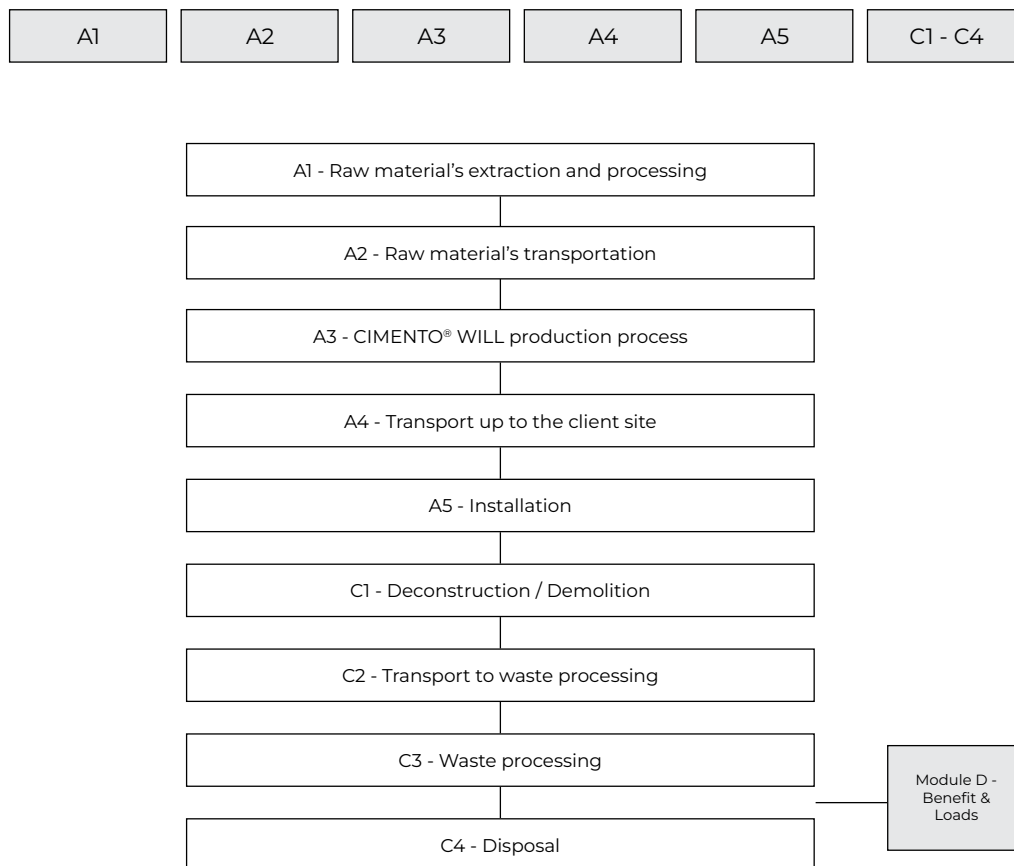 A1
A2
A3
A4
A5
C1 - C4
A1 - Raw material’s extraction and processing
A2 - Raw material’s transportation
A3 - CIMENTO® WILL production process
A4 - Transport up to the client site
A5 - Installation
C1 - Deconstruction / Demolition
C2 - Transport to waste processing
C3 - Waste processing
Module D -
Benefit &
Loads
C4 - Disposal